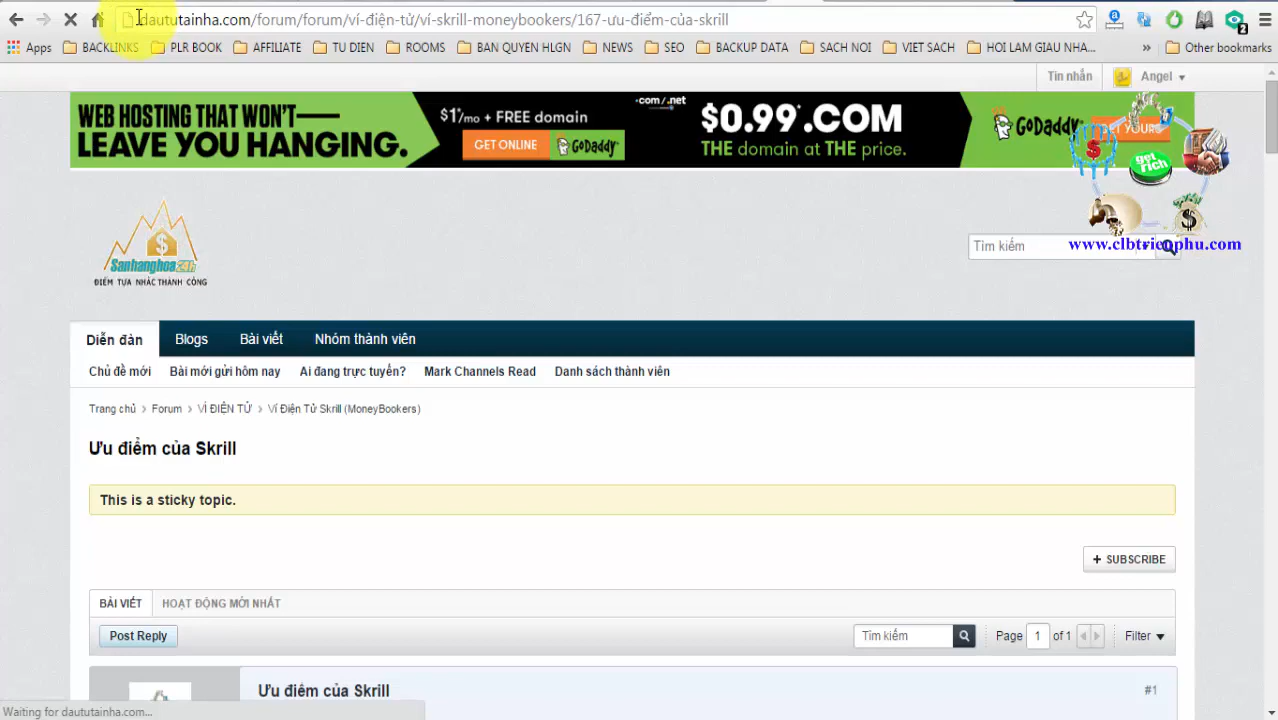 daututainha.com/forum/forum/ví-điện-tử/ví-skrill-moneybookers/167-ưu-điểm-của-skrill
Apps BACKLINKS PLR BOOK AFFILIATE TU DIEN ROOMS BAN QUYEN HLGN NEWS SEO BACKUP DATA SACH NOI VIET SACH HOI LAM GIAU NHA... » Other bookmarks
2
Tin nhắn Angel
WEB HOSTING THAT WON'T—
LEAVE YOU HANGING.
$1*/mo + FREE domain
GET ONLINE GoDaddy
.com/.net
$0.99*.COM
THE domain at THE price.
GoDaddy
$ get rich $
www.clbtrieuphu.com
Sanhanghoa24h
ĐIỂM TỰA NHẤC THÀNH CÔNG
Tìm kiếm
Diễn đàn Blogs Bài viết Nhóm thành viên
Chủ đề mới Bài mới gửi hôm nay Ai đang trực tuyến? Mark Channels Read Danh sách thành viên
Trang chủ Forum VÍ ĐIỆN TỬ Ví Điện Tử Skrill (MoneyBookers)
Ưu điểm của Skrill
This is a sticky topic.
+ SUBSCRIBE
BÀI VIẾT HOẠT ĐỘNG MỚI NHẤT
Post Reply Tìm kiếm Page 1 of 1 Filter
Ưu điểm của Skrill #1
Waiting for daututainha.com...